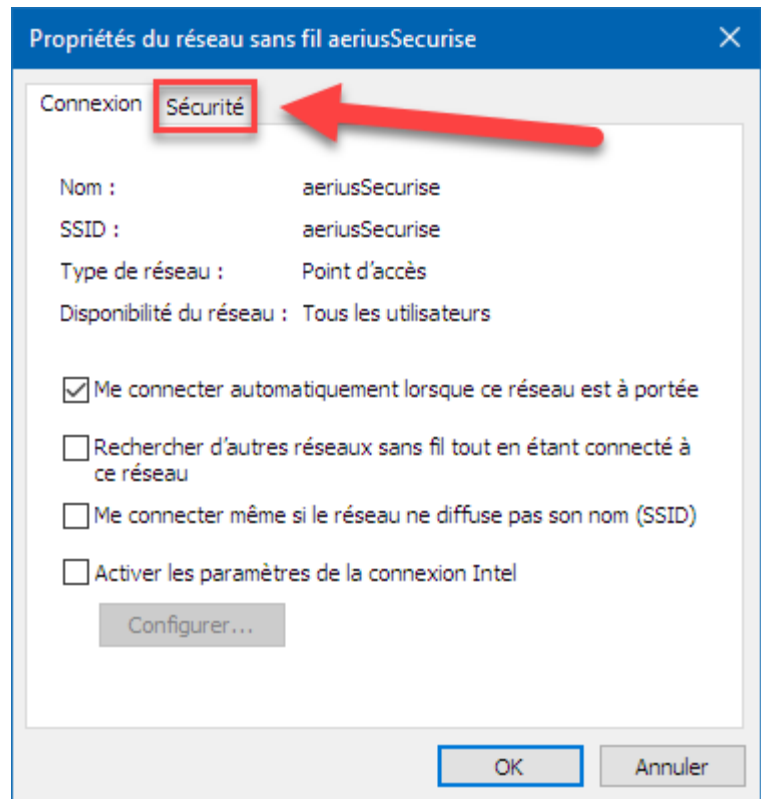 Propriétés du réseau sans fil aeriusSecurise
Connexion Sécurité
Nom : aeriusSecurise
SSID : aeriusSecurise
Type de réseau : Point d’accès
Disponibilité du réseau : Tous les utilisateurs
Me connecter automatiquement lorsque ce réseau est à portée
Rechercher d’autres réseaux sans fil tout en étant connecté à
ce réseau
Me connecter même si le réseau ne diffuse pas son nom (SSID)
Activer les paramètres de la connexion Intel
Configurer...
OK Annuler